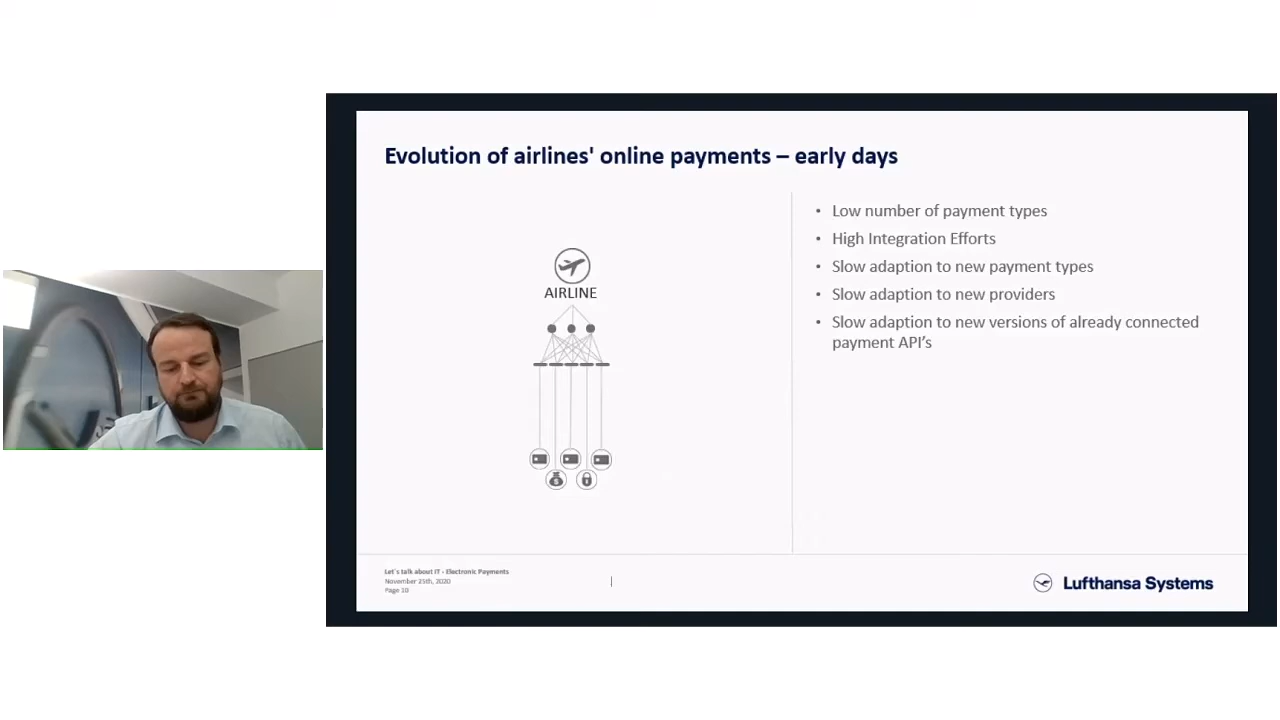 Evolution of airlines' online payments – early days
AIRLINE
• Low number of payment types
• High Integration Efforts
• Slow adaption to new payment types
• Slow adaption to new providers
• Slow adaption to new versions of already connected
payment API's
Let's talk about IT - Electronic Payments
November 25th, 2020
Page 10
|
Lufthansa Systems